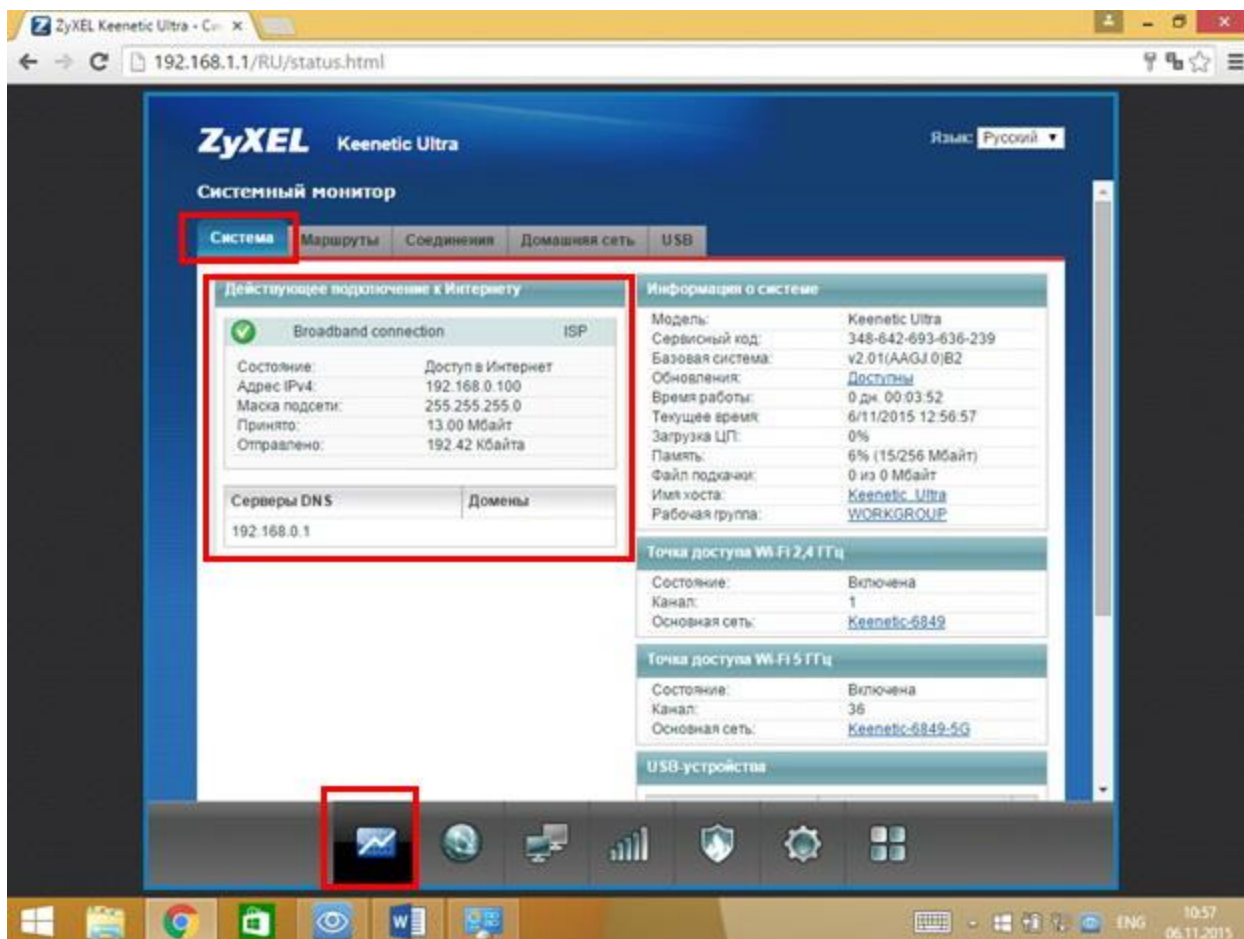 ZyXEL Keenetic Ultra - Си
192.168.1.1/RU/status.html
ZyXEL Keenetic Ultra
Язык: Русский
Системный монитор
Система Маршруты Соединения Домашняя сеть USB
Действующее подключение к Интернету
Broadband connection ISP
Состояние: Доступ в Интернет
Адрес IPv4: 192.168.0.100
Маска подсети: 255.255.255.0
Принято: 13.00 Мбайт
Отправлено: 192.42 Кбайта
Серверы DNS Домены
192.168.0.1
Информация о системе
Модель: Keenetic Ultra
Сервисный код: 348-642-693-636-239
Базовая система: v2.01(AAGJ.0)B2
Обновления: Доступны
Время работы: 0 дн. 00:03:52
Текущее время: 6/11/2015 12:56:57
Загрузка ЦП: 0%
Память: 6% (15/256 Мбайт)
Файл подкачки: 0 из 0 Мбайт
Имя хоста: Keenetic_Ultra
Рабочая группа: WORKGROUP
Точка доступа Wi-Fi 2,4 ГГц
Состояние: Включена
Канал: 1
Основная сеть: Keenetic-6849
Точка доступа Wi-Fi 5 ГГц
Состояние: Включена
Канал: 36
Основная сеть: Keenetic-6849-5G
USB-устройства
ENG
10:57
06.11.2015